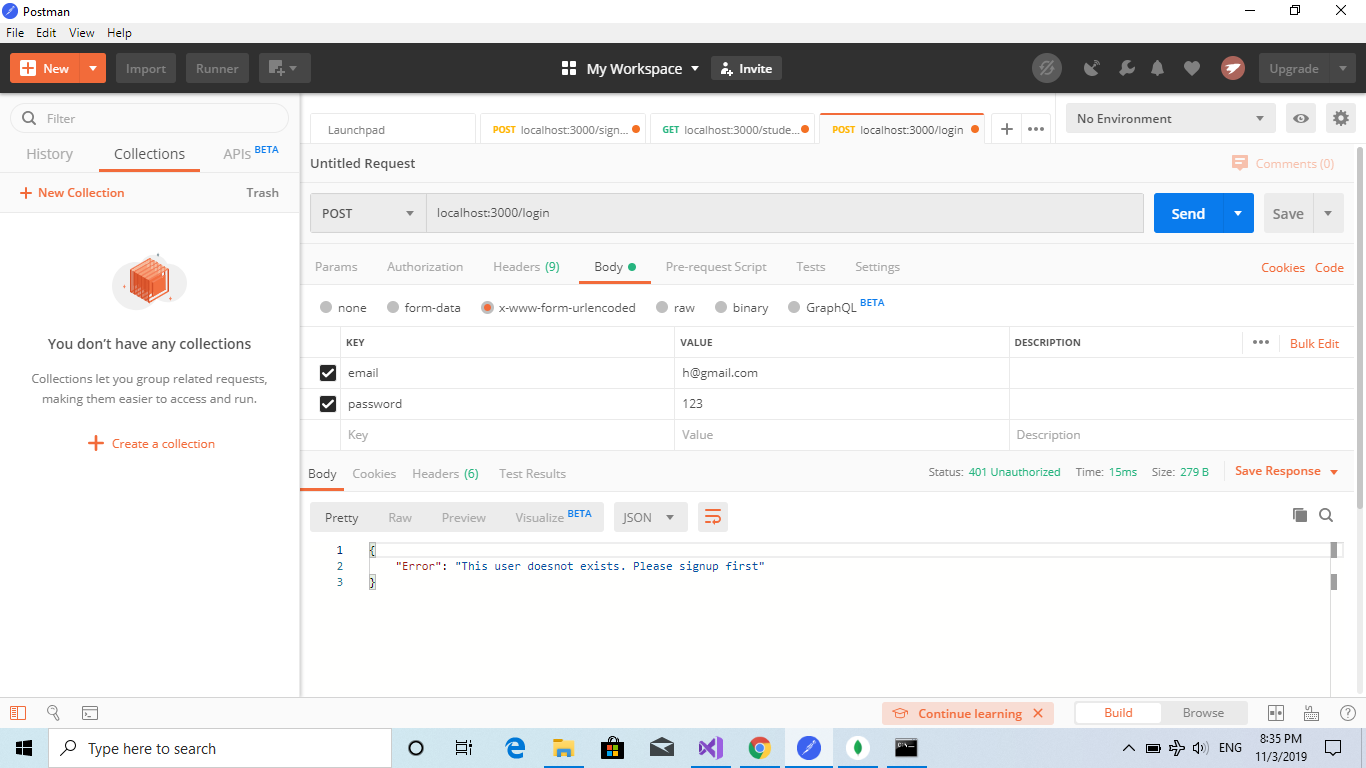 Postman
File Edit View Help
New Import Runner My Workspace Invite Upgrade
Filter
History Collections APIs BETA
New Collection Trash
You don't have any collections
Collections let you group related requests,
making them easier to access and run.
Create a collection
Launchpad POST localhost:3000/sign... GET localhost:3000/stude... POST localhost:3000/login No Environment
Untitled Request Comments (0)
POST localhost:3000/login Send Save
Params Authorization Headers (9) Body Pre-request Script Tests Settings Cookies Code
none form-data x-www-form-urlencoded raw binary GraphQL BETA
KEY VALUE DESCRIPTION Bulk Edit
email h@gmail.com
password 123
Key Value Description
Body Cookies Headers (6) Test Results Status: 401 Unauthorized Time: 15ms Size: 279 B Save Response
Pretty Raw Preview Visualize BETA JSON
1 {
2 "Error": "This user doesnot exists. Please signup first"
3 }
Continue learning Build Browse
Type here to search ENG 8:35 PM
11/3/2019